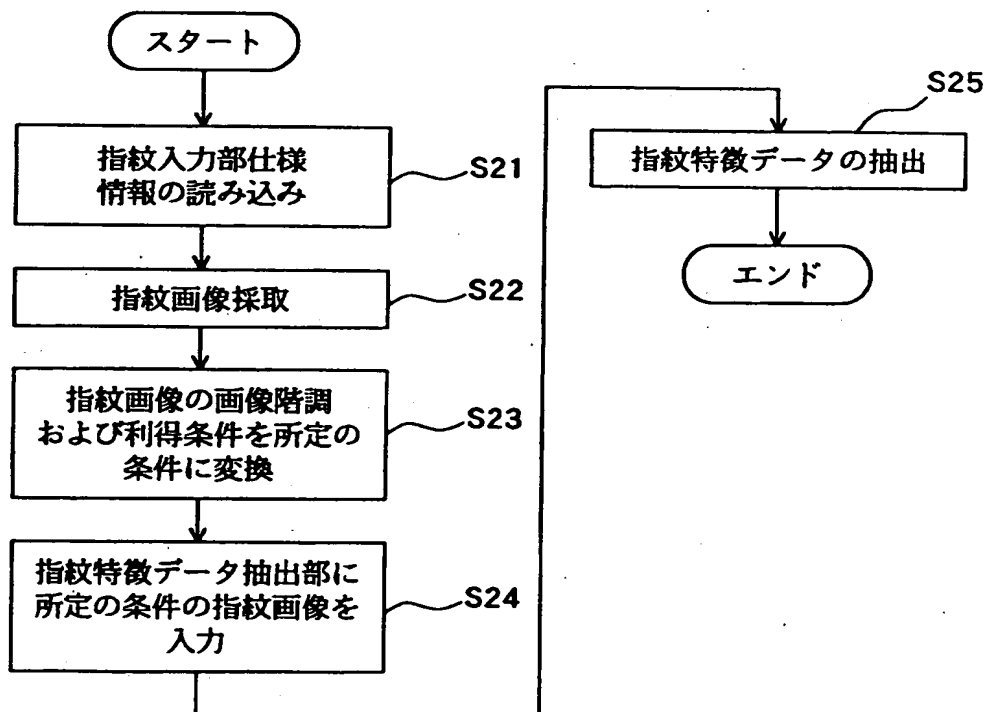 スタート
指紋入力部仕様
情報の読み込み
S21
指紋画像採取
S22
指紋画像の画像階調
および利得条件を所定の
条件に変換
S23
指紋特徴データ抽出部に
所定の条件の指紋画像を
入力
S24
S25
指紋特徴データの抽出
エンド